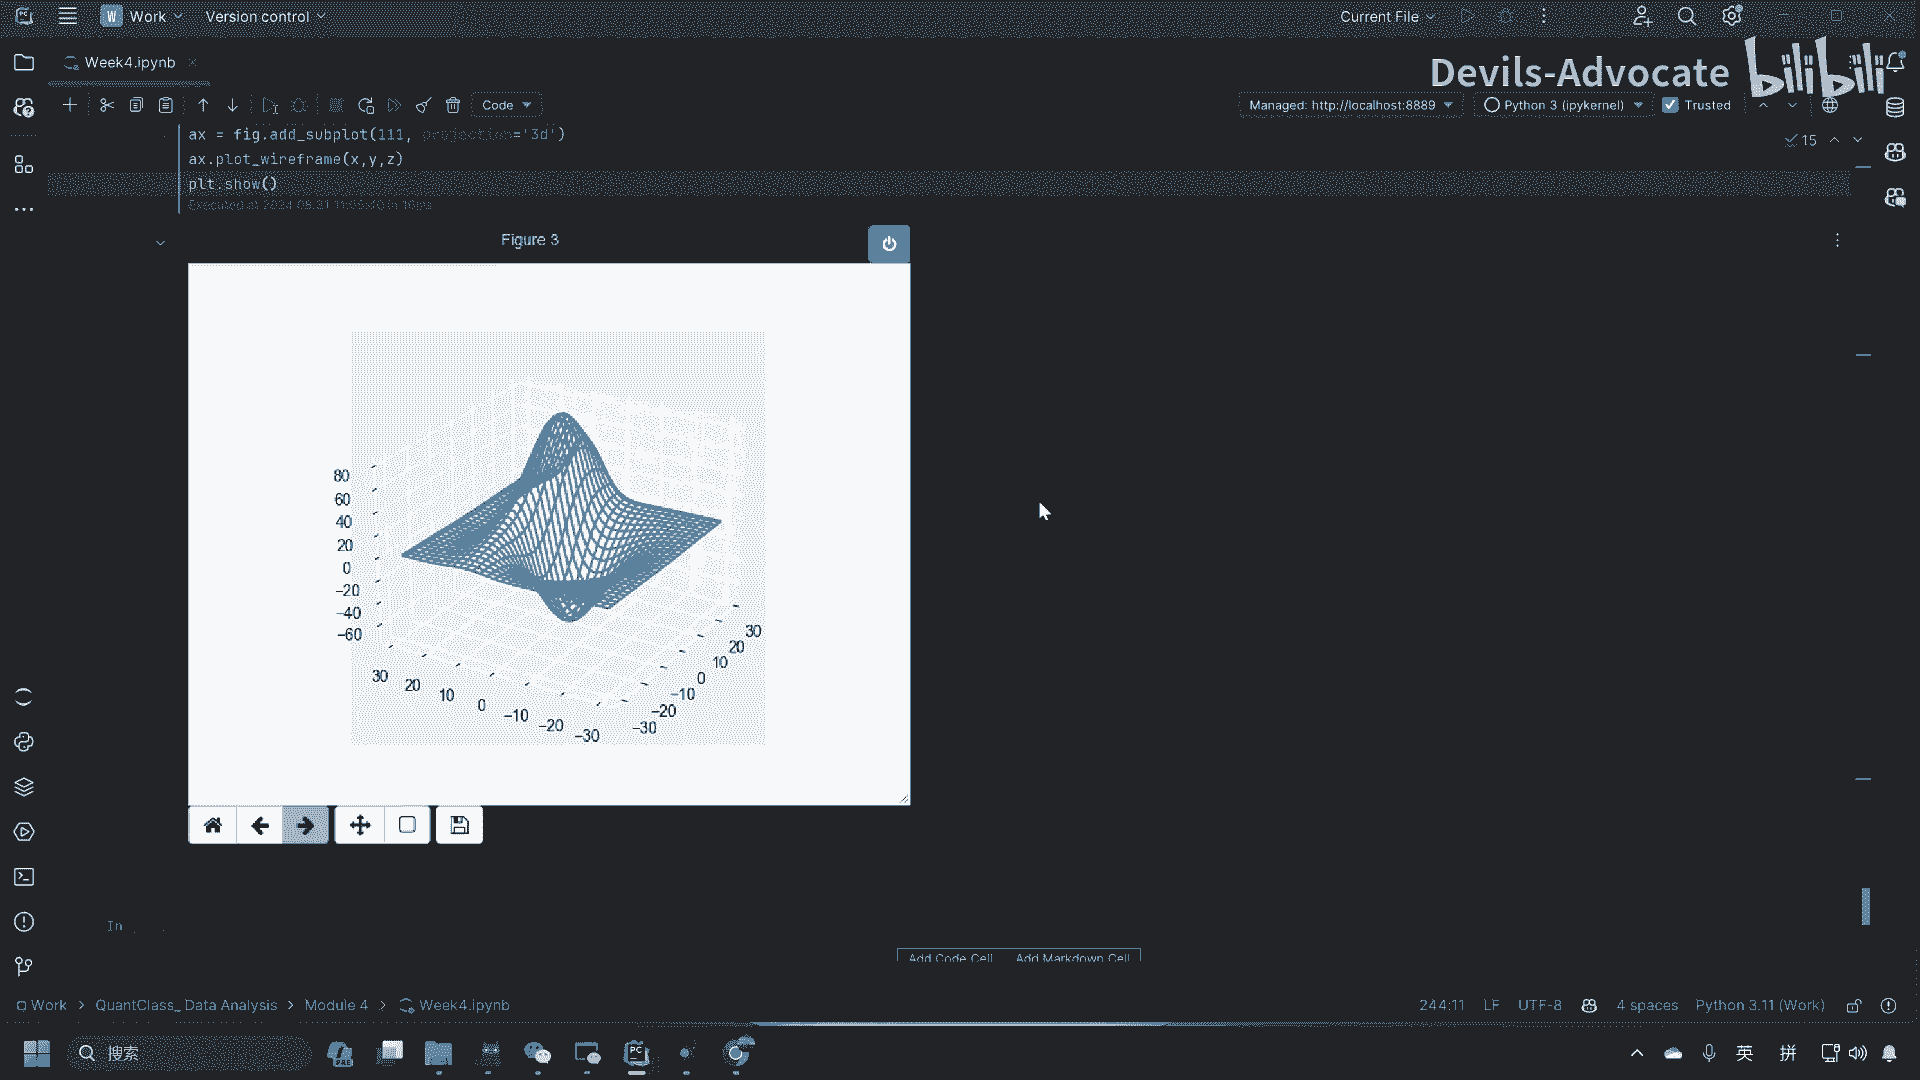 PC W Work Version control Current File
Week4.ipynb
Devils-Advocate bilibili
Code Managed: http://localhost:8889 Python 3 (ipykernel) Trusted
ax = fig.add_subplot(111, projection='3d')
15
ax.plot_wireframe(x,y,z)
plt.show()
Figure 3
80
60
40
20
0
−20
−40
−60
30 20 10 0 −10 −20 −30
−30 −20 −10 0 10 20 30
In
Add Code Cell Add Markdown Cell
Work > QuantClass_ Data Analysis > Module 4 > Week4.ipynb 244:11 LF UTF-8 4 spaces Python 3.11 (Work)
搜索 PRE PC 英 拼